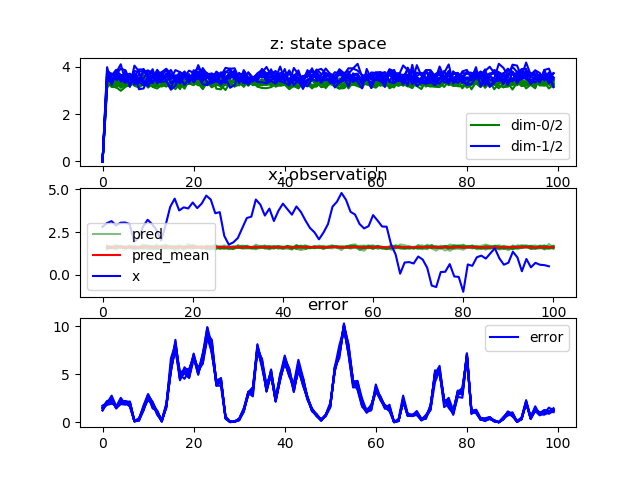 z: state space
4
2
0
dim-0/2
dim-1/2
0 20 40 60 80 100
x: observation
5.0
2.5
0.0
pred
pred_mean
x
0 20 40 60 80 100
error
10
5
0
error
0 20 40 60 80 100